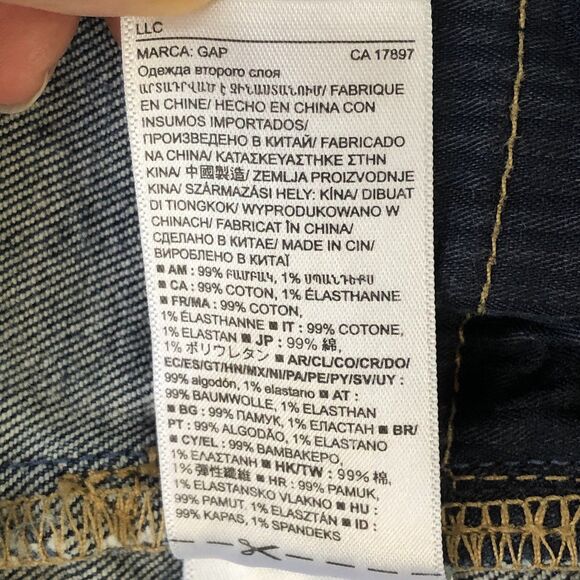 LLC
MARCA: GAP CA 17897
Одежда второго слоя
ԱՐՏԱԴՐՎԱԾ Է ՉԻՆԱՍՏԱՆՈՒՄ/ FABRIQUE
EN CHINE/ HECHO EN CHINA CON
INSUMOS IMPORTADOS/
ПРОИЗВЕДЕНО В КИТАЙ/ FABRICADO
NA CHINA/ ΚΑΤΑΣΚΕΥΑΣΤΗΚΕ ΣΤΗΝ
ΚΙΝΑ/ 中國製造/ ZEMLJA PROIZVODNJE
KINA/ SZÁRMAZÁSI HELY: KÍNA/ DIBUAT
DI TIONGKOK/ WYPRODUKOWANO W
CHINACH/ FABRICAT ÎN CHINA/
СДЕЛАНО В КИТАЕ/ MADE IN CIN/
ВИРОБЛЕНО В КИТАЇ
■ AM : 99% ԲԱՄԲԱԿ, 1% ՍՊԱՆԴԵՔՍ
■ CA : 99% COTON, 1% ÉLASTHANNE
■ FR/MA : 99% COTON,
1% ÉLASTHANNE ■ IT : 99% COTONE,
1% ELASTAN ■ JP : 99% 綿,
1% ポリウレタン ■ AR/CL/CO/CR/DO/
EC/ES/GT/HN/MX/NI/PA/PE/PY/SV/UY :
99% algodón, 1% elastano ■ AT :
99% BAUMWOLLE, 1% ELASTHAN
■ BG : 99% ПАМУК, 1% ЕЛАСТАН ■ BR/
PT : 99% ALGODÃO, 1% ELASTANO
■ CY/EL : 99% ΒΑΜΒΑΚΕΡΟ,
1% ΕΛΑΣΤΙΝΗ ■ HK/TW : 99% 棉,
1% 彈性纖維 ■ HR : 99% PAMUK,
1% ELASTANSKO VLAKNO ■ HU :
99% PAMUT, 1% ELASZTÁN ■ ID :
99% KAPAS, 1% SPANDEKS